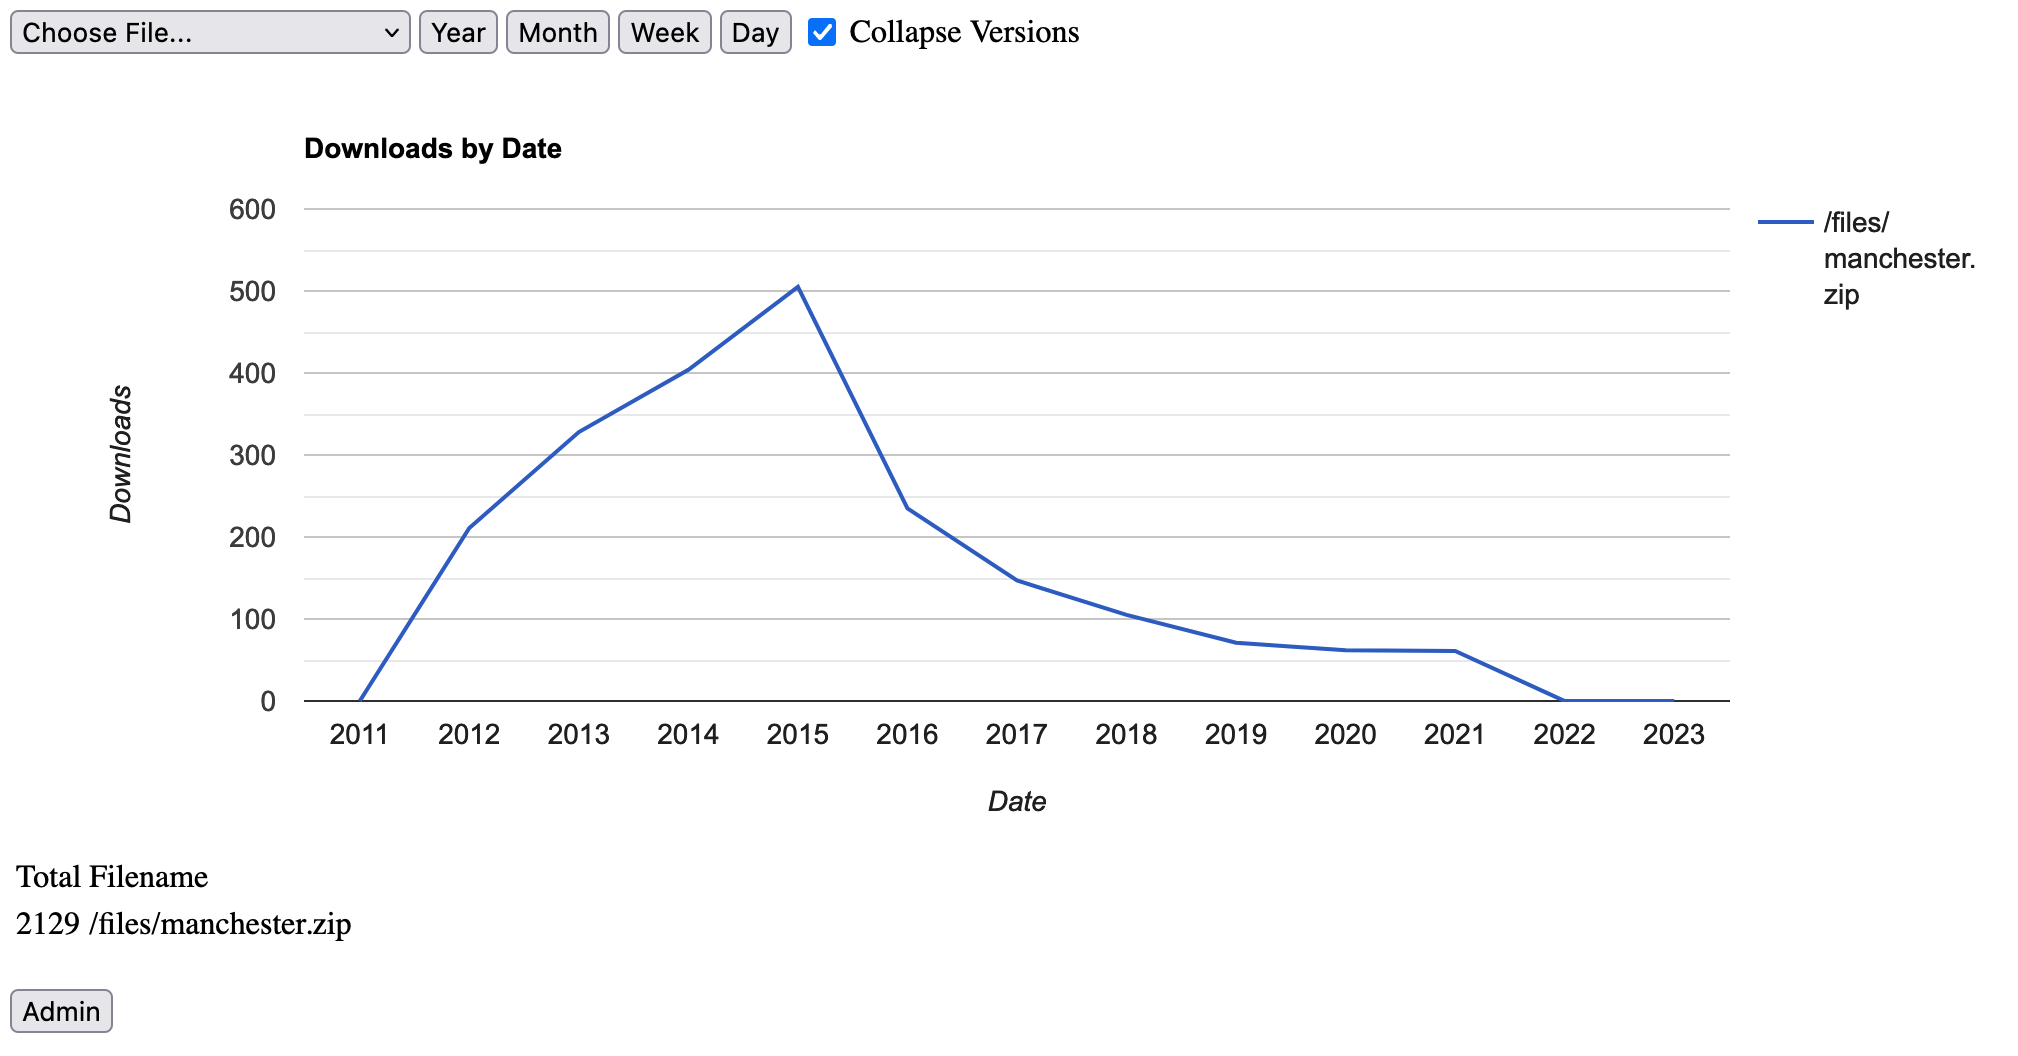 Choose File... Year Month Week Day Collapse Versions
Downloads by Date
600
500
400
300
200
100
0
Downloads
2011 2012 2013 2014 2015 2016 2017 2018 2019 2020 2021 2022 2023
Date
/files/
manchester.
zip
Total Filename
2129 /files/manchester.zip
Admin